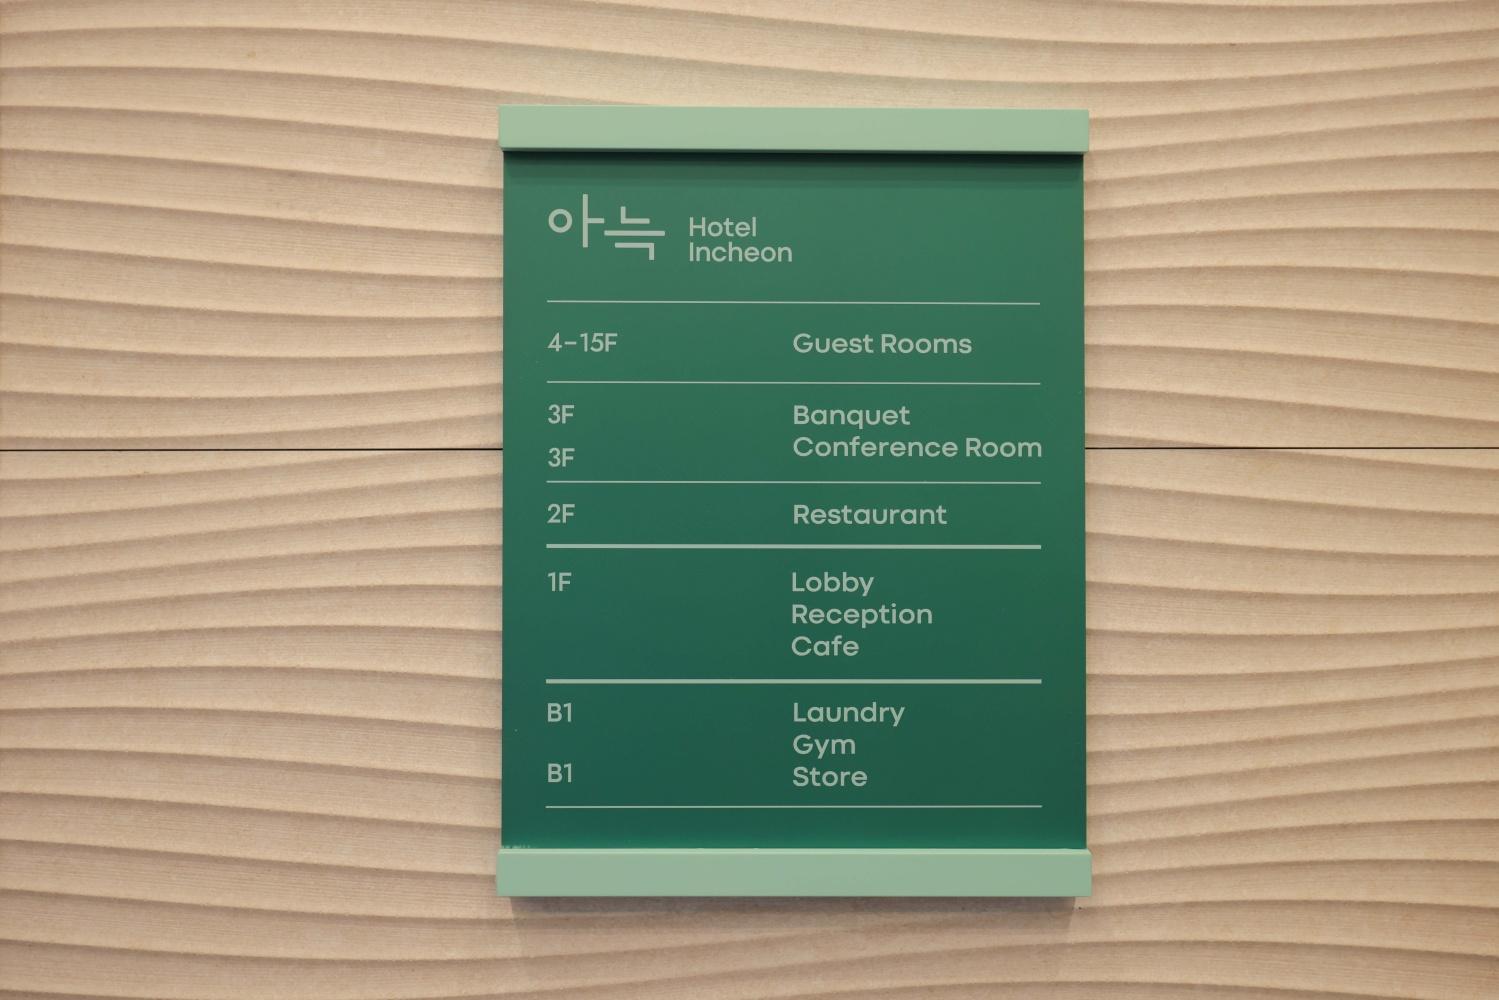 아늑 Hotel
Incheon
4-15F Guest Rooms
3F Banquet
3F Conference Room
2F Restaurant
1F Lobby
Reception
Cafe
B1 Laundry
Gym
B1 Store